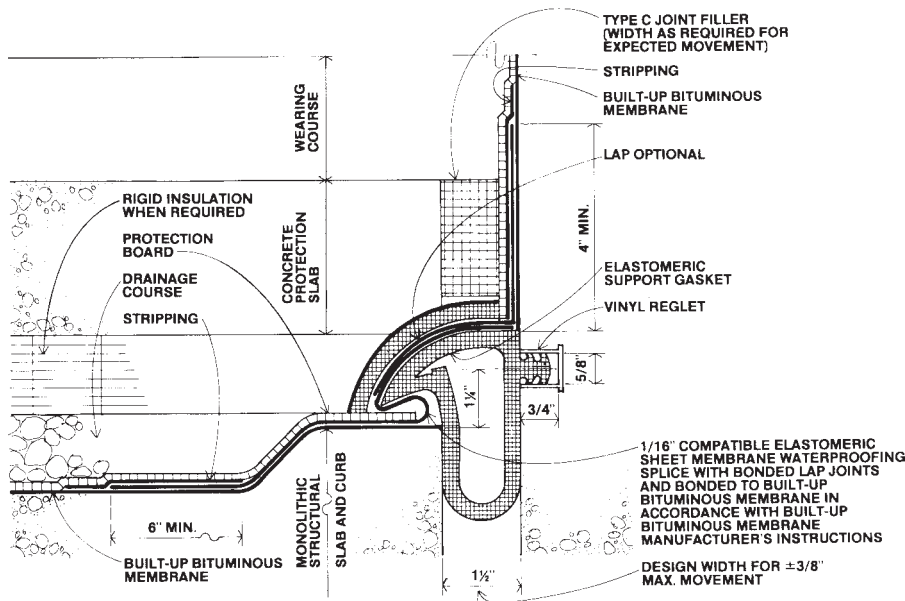 TYPE C JOINT FILLER
(WIDTH AS REQUIRED FOR
EXPECTED MOVEMENT)
STRIPPING
BUILT-UP BITUMINOUS
MEMBRANE
WEARING
COURSE
LAP OPTIONAL
RIGID INSULATION
WHEN REQUIRED
PROTECTION
BOARD
DRAINAGE
COURSE
STRIPPING
CONCRETE
PROTECTION
SLAB
4" MIN.
ELASTOMERIC
SUPPORT GASKET
VINYL REGLET
5/8"
1¼"
3/4"
1/16" COMPATIBLE ELASTOMERIC
SHEET MEMBRANE WATERPROOFING
SPLICE WITH BONDED LAP JOINTS
AND BONDED TO BUILT-UP
BITUMINOUS MEMBRANE IN
ACCORDANCE WITH BUILT-UP
BITUMINOUS MEMBRANE
MANUFACTURER'S INSTRUCTIONS
6" MIN.
MONOLITHIC
STRUCTURAL
SLAB AND CURB
BUILT-UP BITUMINOUS
MEMBRANE
1½"
DESIGN WIDTH FOR ±3/8"
MAX. MOVEMENT